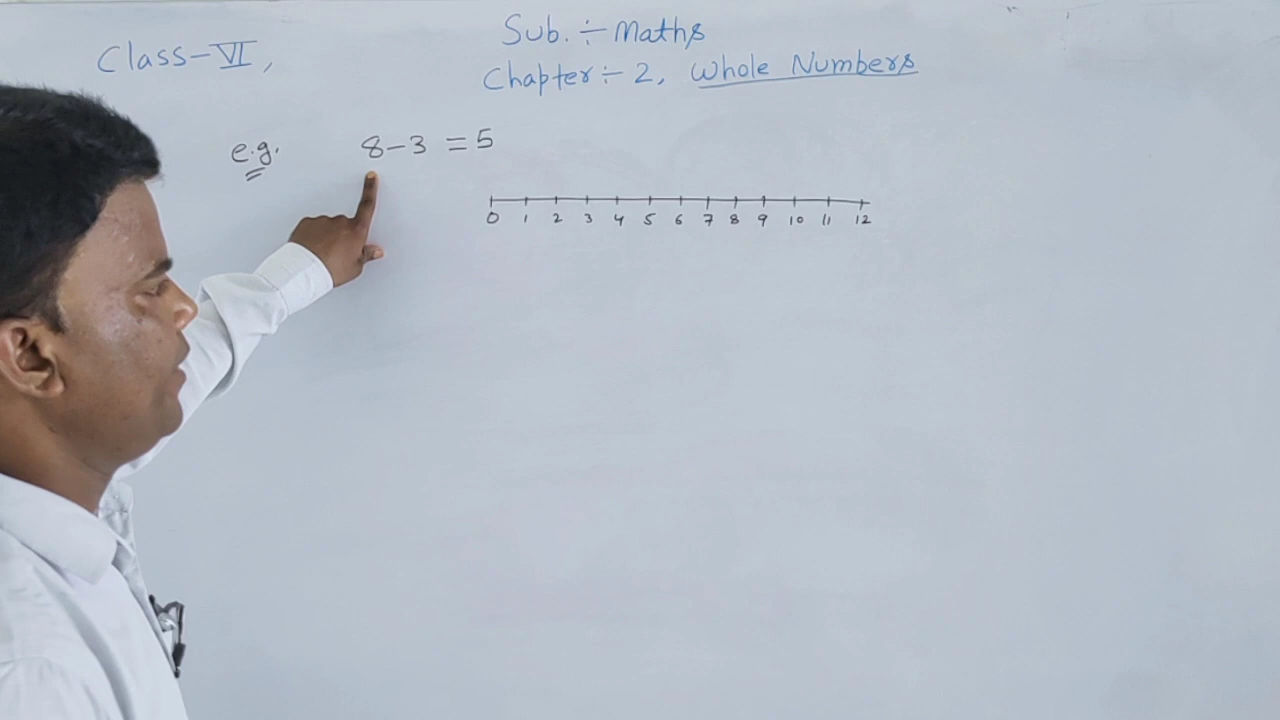 Class-VI,
Sub. ÷ Maths
Chapter ÷ 2, Whole Numbers
e.g. 8-3 = 5
0 1 2 3 4 5 6 7 8 9 10 11 12